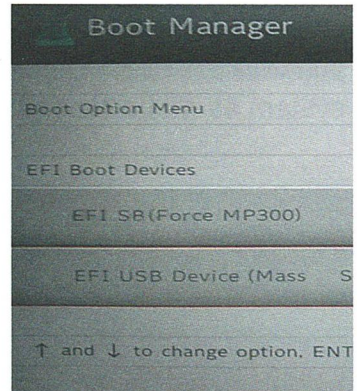 Boot Manager
Boot Option Menu
EFI Boot Devices
EFI SB(Force MP300)
EFI USB Device (Mass S
↑ and ↓ to change option, ENT